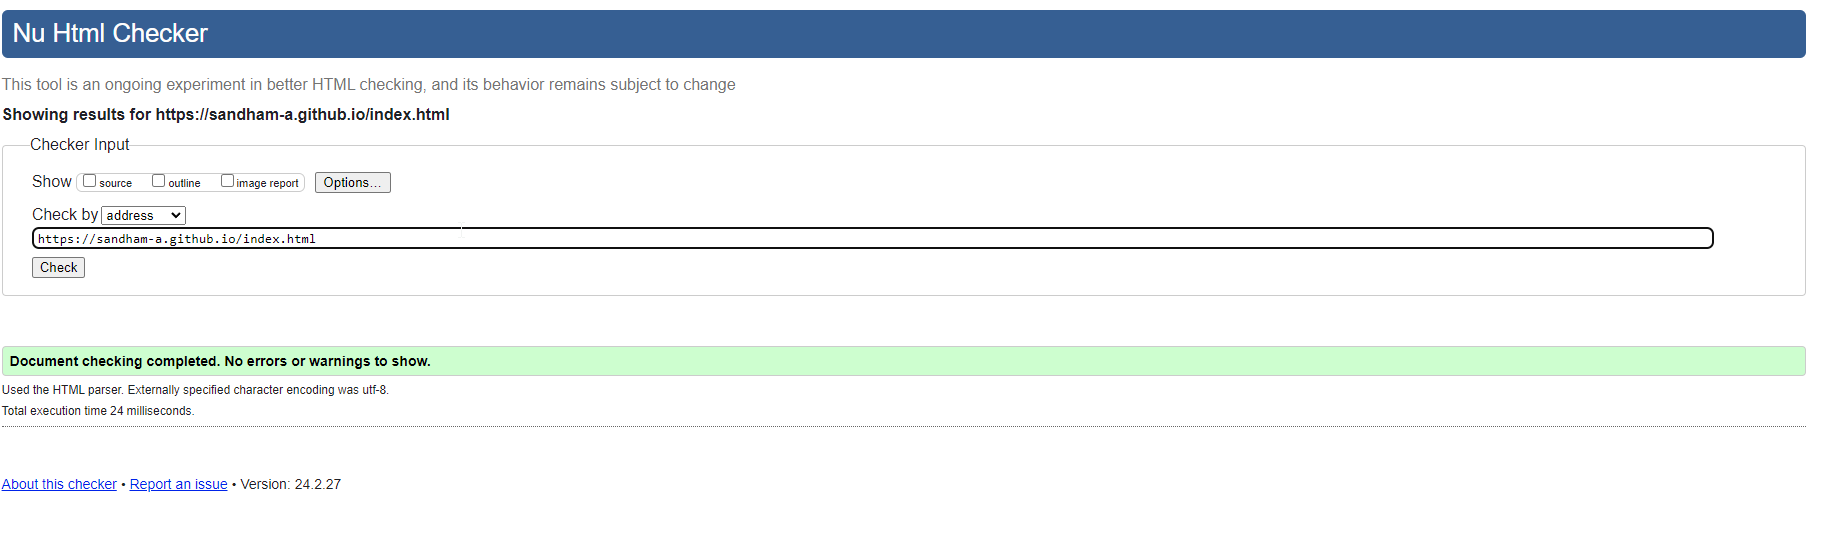 Nu Html Checker
This tool is an ongoing experiment in better HTML checking, and its behavior remains subject to change
Showing results for https://sandham-a.github.io/index.html
Checker Input
Show source outline image report Options...
Check by address
https://sandham-a.github.io/index.html
Check
Document checking completed. No errors or warnings to show.
Used the HTML parser. Externally specified character encoding was utf-8.
Total execution time 24 milliseconds.
About this checker • Report an issue • Version: 24.2.27